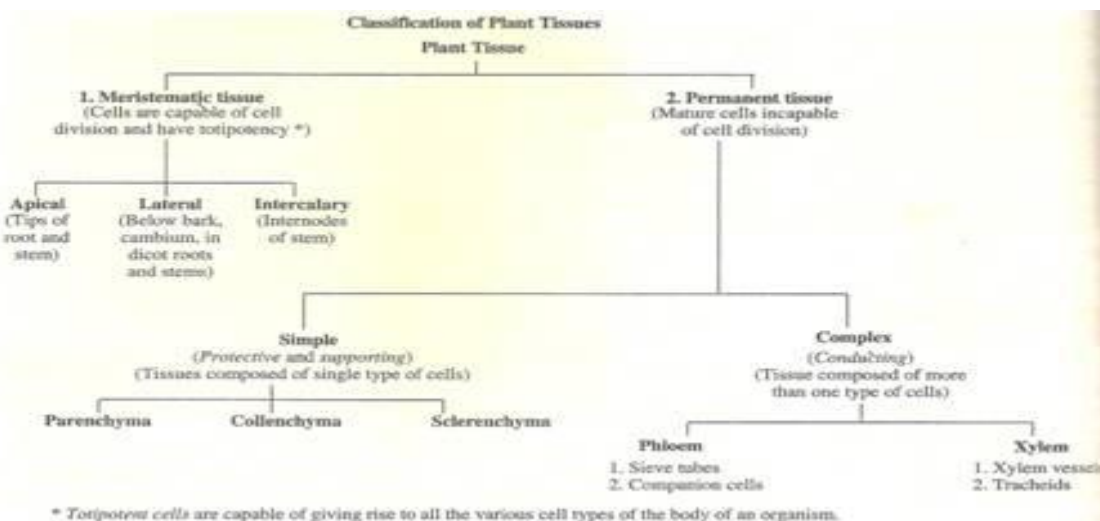 Classification of Plant Tissues
Plant Tissue
1. Meristematic tissue
(Cells are capable of cell
division and have totipotency *)
2. Permanent tissue
(Mature cells incapable
of cell division)
Apical
(Tips of
root and
stem)
Lateral
(Below bark,
cambium, in
dicot roots
and stems)
Intercalary
(Internodes
of stem)
Simple
(Protective and supporting)
(Tissues composed of single type of cells)
Parenchyma
Collenchyma
Sclerenchyma
Complex
(Conducting)
(Tissue composed of more
than one type of cells)
Phloem
1. Sieve tubes
2. Companion cells
Xylem
1. Xylem vessels
2. Tracheids
* Totipotent cells are capable of giving rise to all the various cell types of the body of an organism.